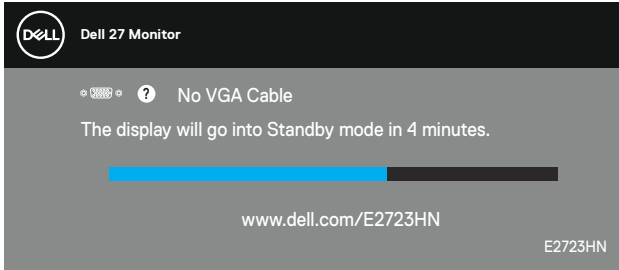 DELL
Dell 27 Monitor
? No VGA Cable
The display will go into Standby mode in 4 minutes.
www.dell.com/E2723HN
E2723HN